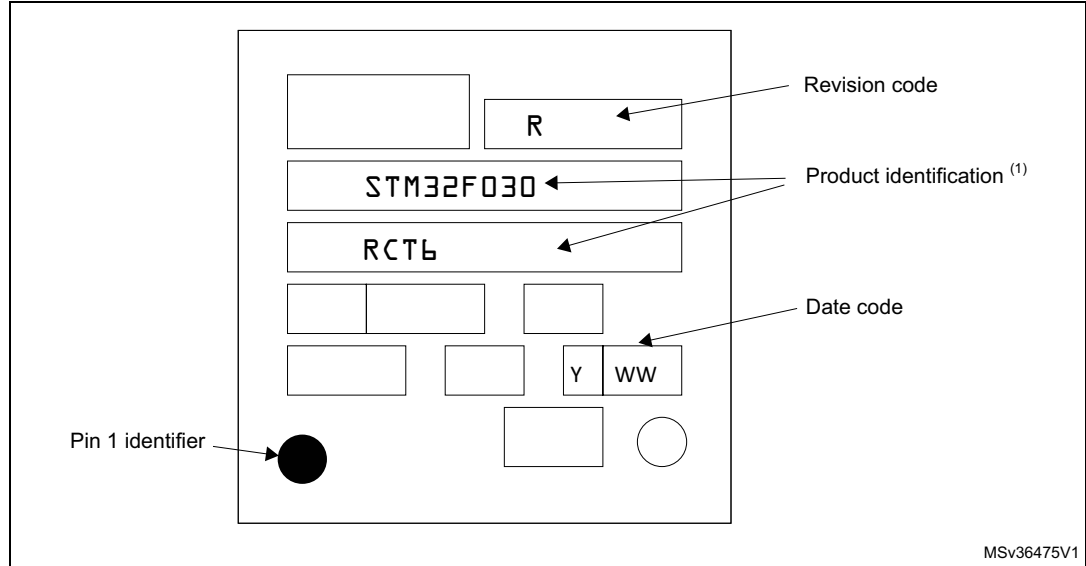 Revision code
R
Product identification (1)
STM32F030
RCT6
Date code
Y WW
Pin 1 identifier
MSv36475V1